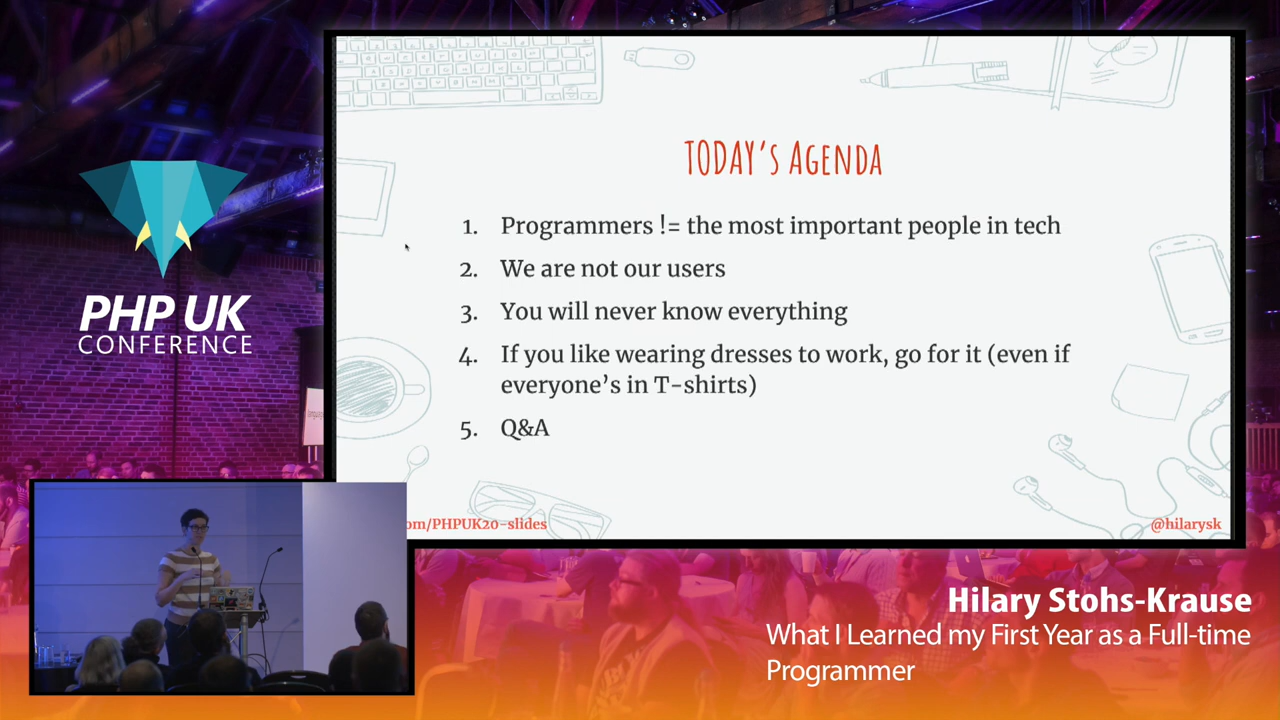 PHP UK
CONFERENCE
TODAY's AGENDA
1. Programmers != the most important people in tech
2. We are not our users
3. You will never know everything
4. If you like wearing dresses to work, go for it (even if
everyone's in T-shirts)
5. Q&A
om/PHPUK20-slides
@hilarysk
Hilary Stohs-Krause
What I Learned my First Year as a Full-time
Programmer